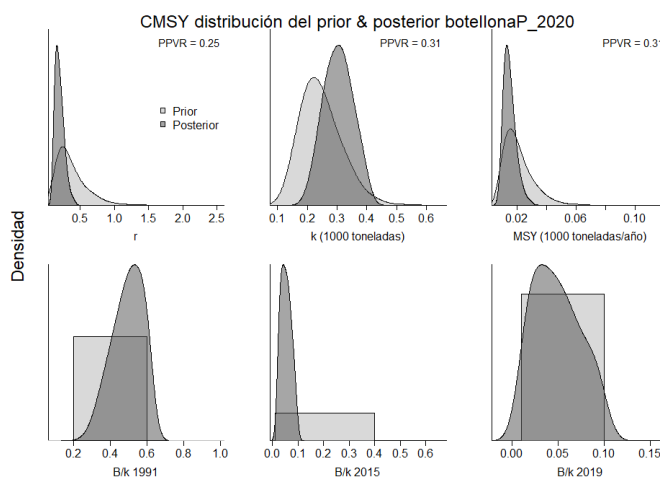 CMSY distribución del prior & posterior botellonaP_2020
PPVR = 0.25
PPVR = 0.31
PPVR = 0.31
Prior
Posterior
Densidad
0.5 1.0 1.5 2.0 2.5
r
0.1 0.2 0.3 0.4 0.5 0.6
k (1000 toneladas)
0.02 0.06 0.10
MSY (1000 toneladas/año)
0.2 0.4 0.6 0.8 1.0
B/k 1991
0.0 0.1 0.2 0.3 0.4 0.5 0.6
B/k 2015
0.00 0.05 0.10 0.15
B/k 2019